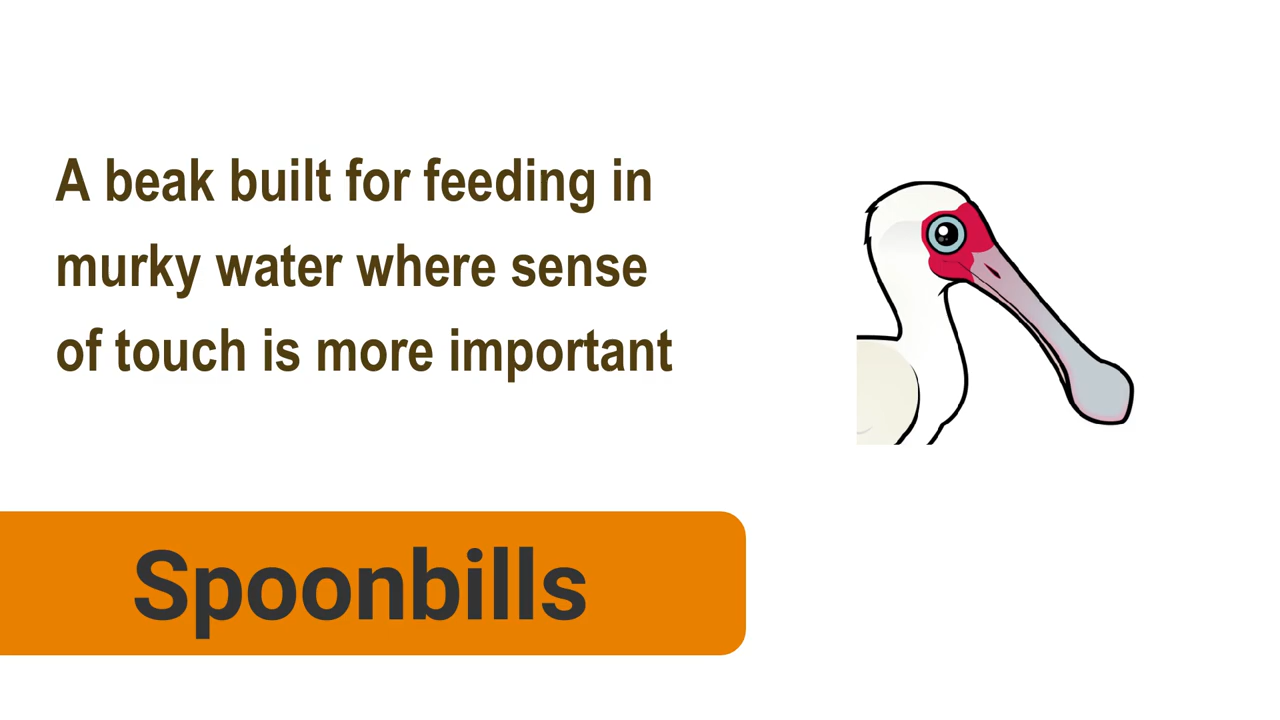 A beak built for feeding in
murky water where sense
of touch is more important
Spoonbills